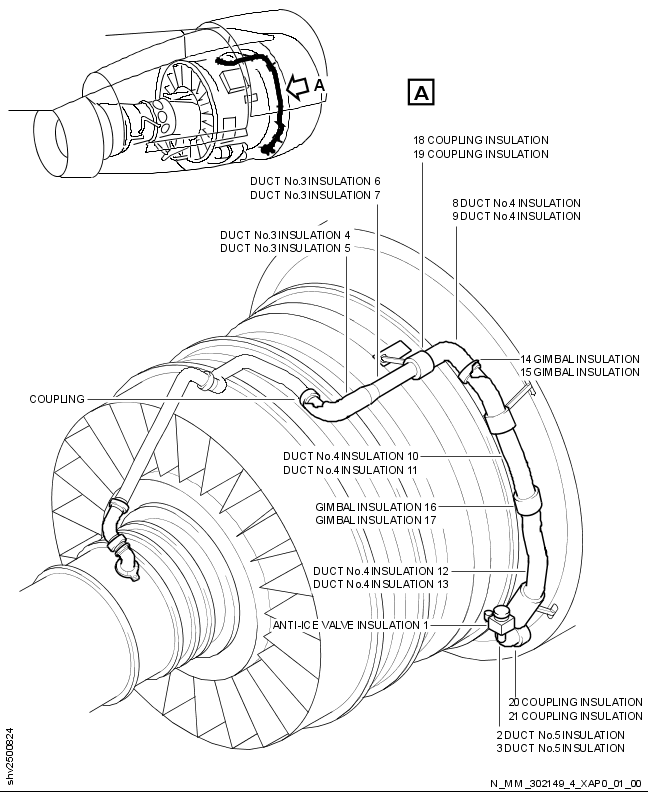 A
A
18 COUPLING INSULATION
19 COUPLING INSULATION
DUCT No.3 INSULATION 6
DUCT No.3 INSULATION 7
8 DUCT No.4 INSULATION
9 DUCT No.4 INSULATION
DUCT No.3 INSULATION 4
DUCT No.3 INSULATION 5
14 GIMBAL INSULATION
15 GIMBAL INSULATION
COUPLING
DUCT No.4 INSULATION 10
DUCT No.4 INSULATION 11
GIMBAL INSULATION 16
GIMBAL INSULATION 17
DUCT No.4 INSULATION 12
DUCT No.4 INSULATION 13
ANTI-ICE VALVE INSULATION 1
20 COUPLING INSULATION
21 COUPLING INSULATION
2 DUCT No.5 INSULATION
3 DUCT No.5 INSULATION
shv2500824
N_MM_302149_4_XAP0_01_00